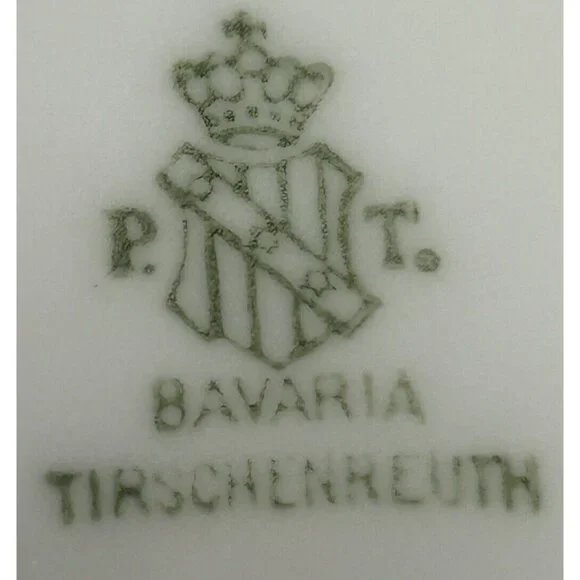 P. T.
BAVARIA
TIRSCHENREUTH